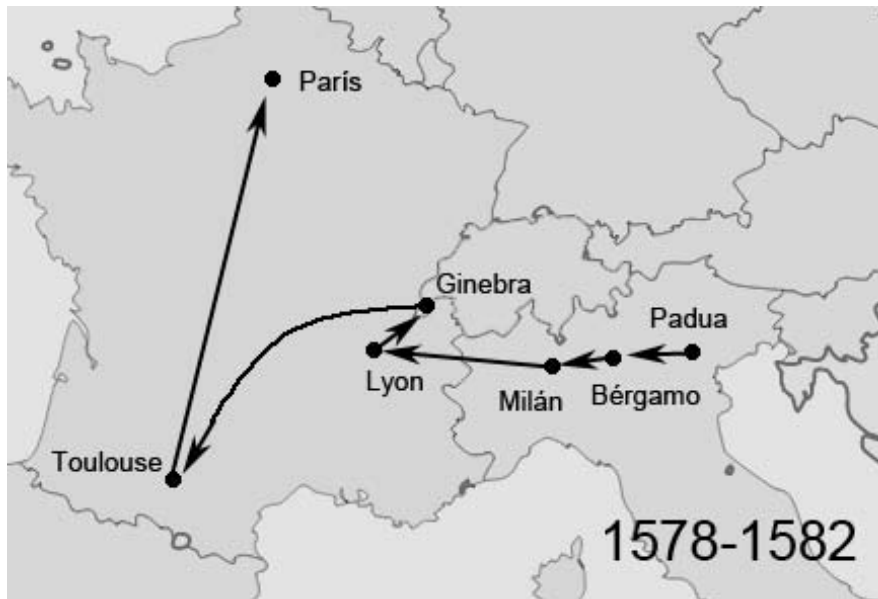 París
Ginebra
Padua
Lyon
Milán
Bérgamo
Toulouse
1578-1582